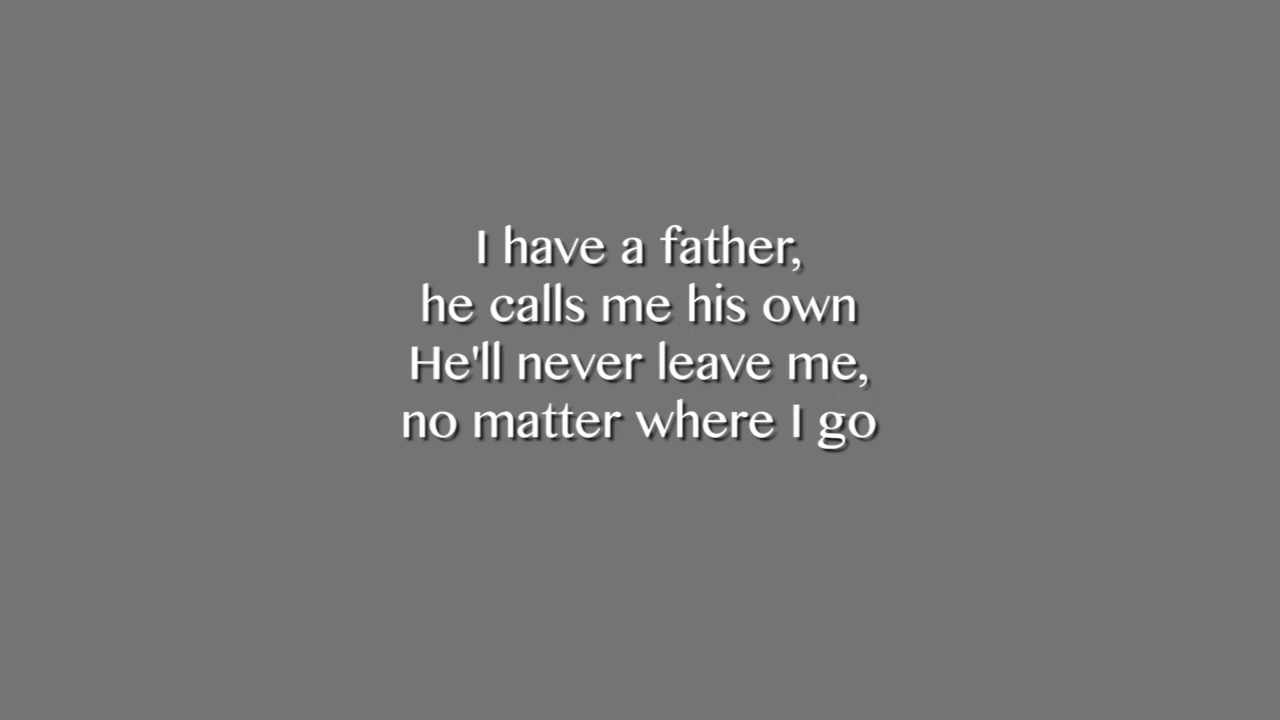 I have a father,
he calls me his own
He'll never leave me,
no matter where I go